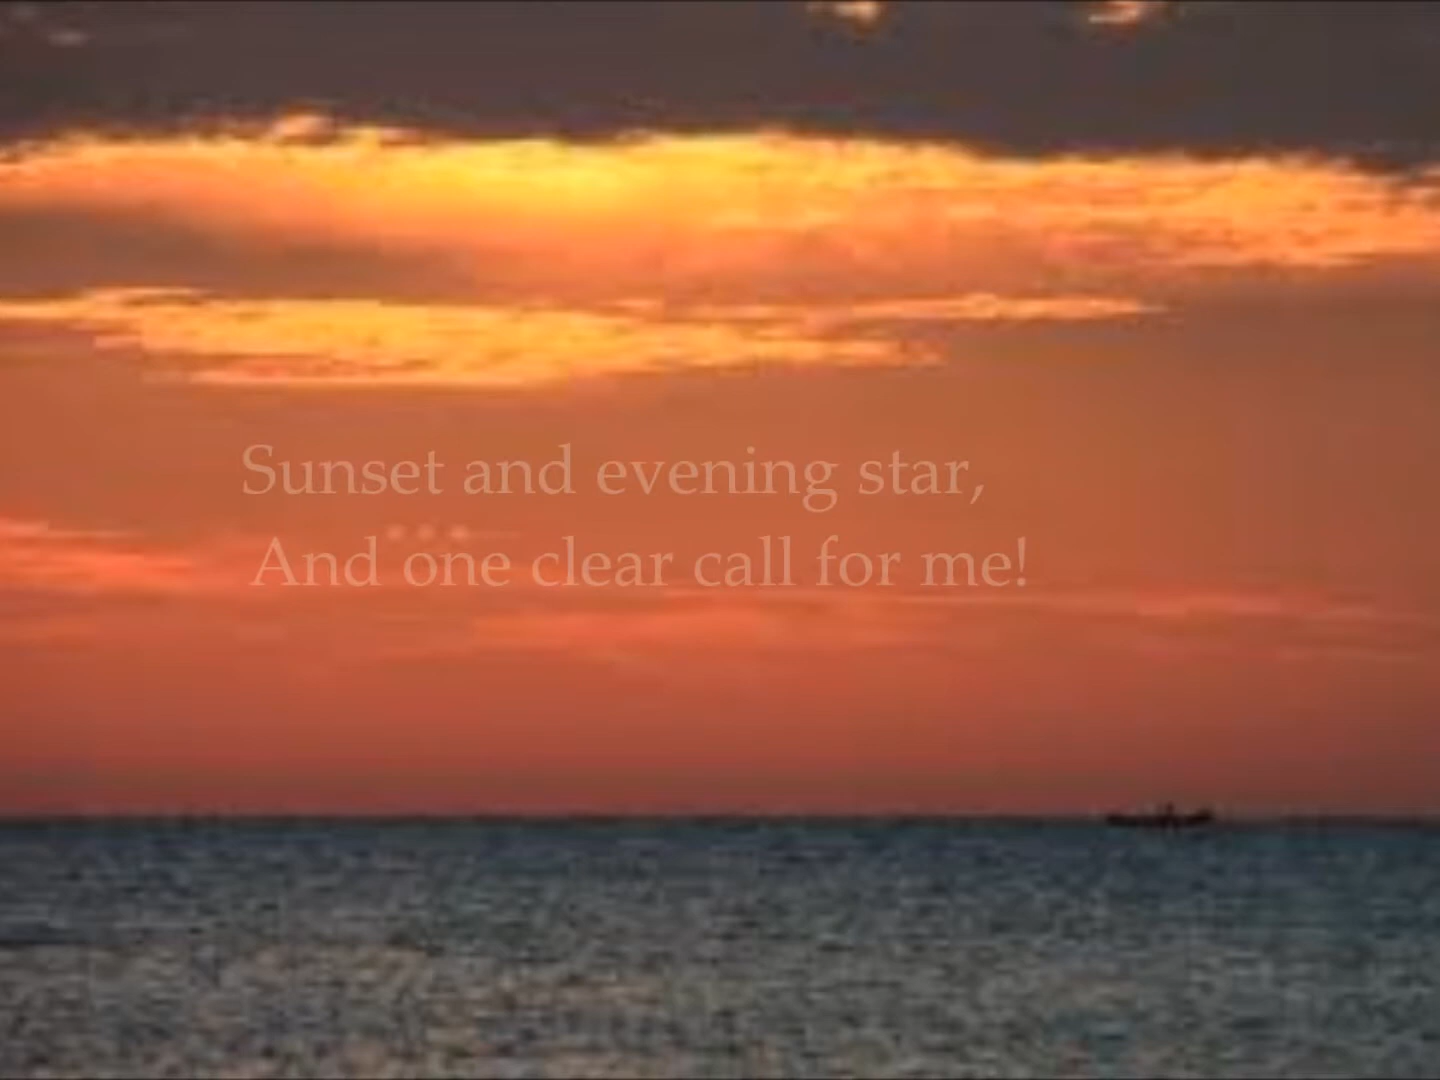 Sunset and evening star,
And one clear call for me!